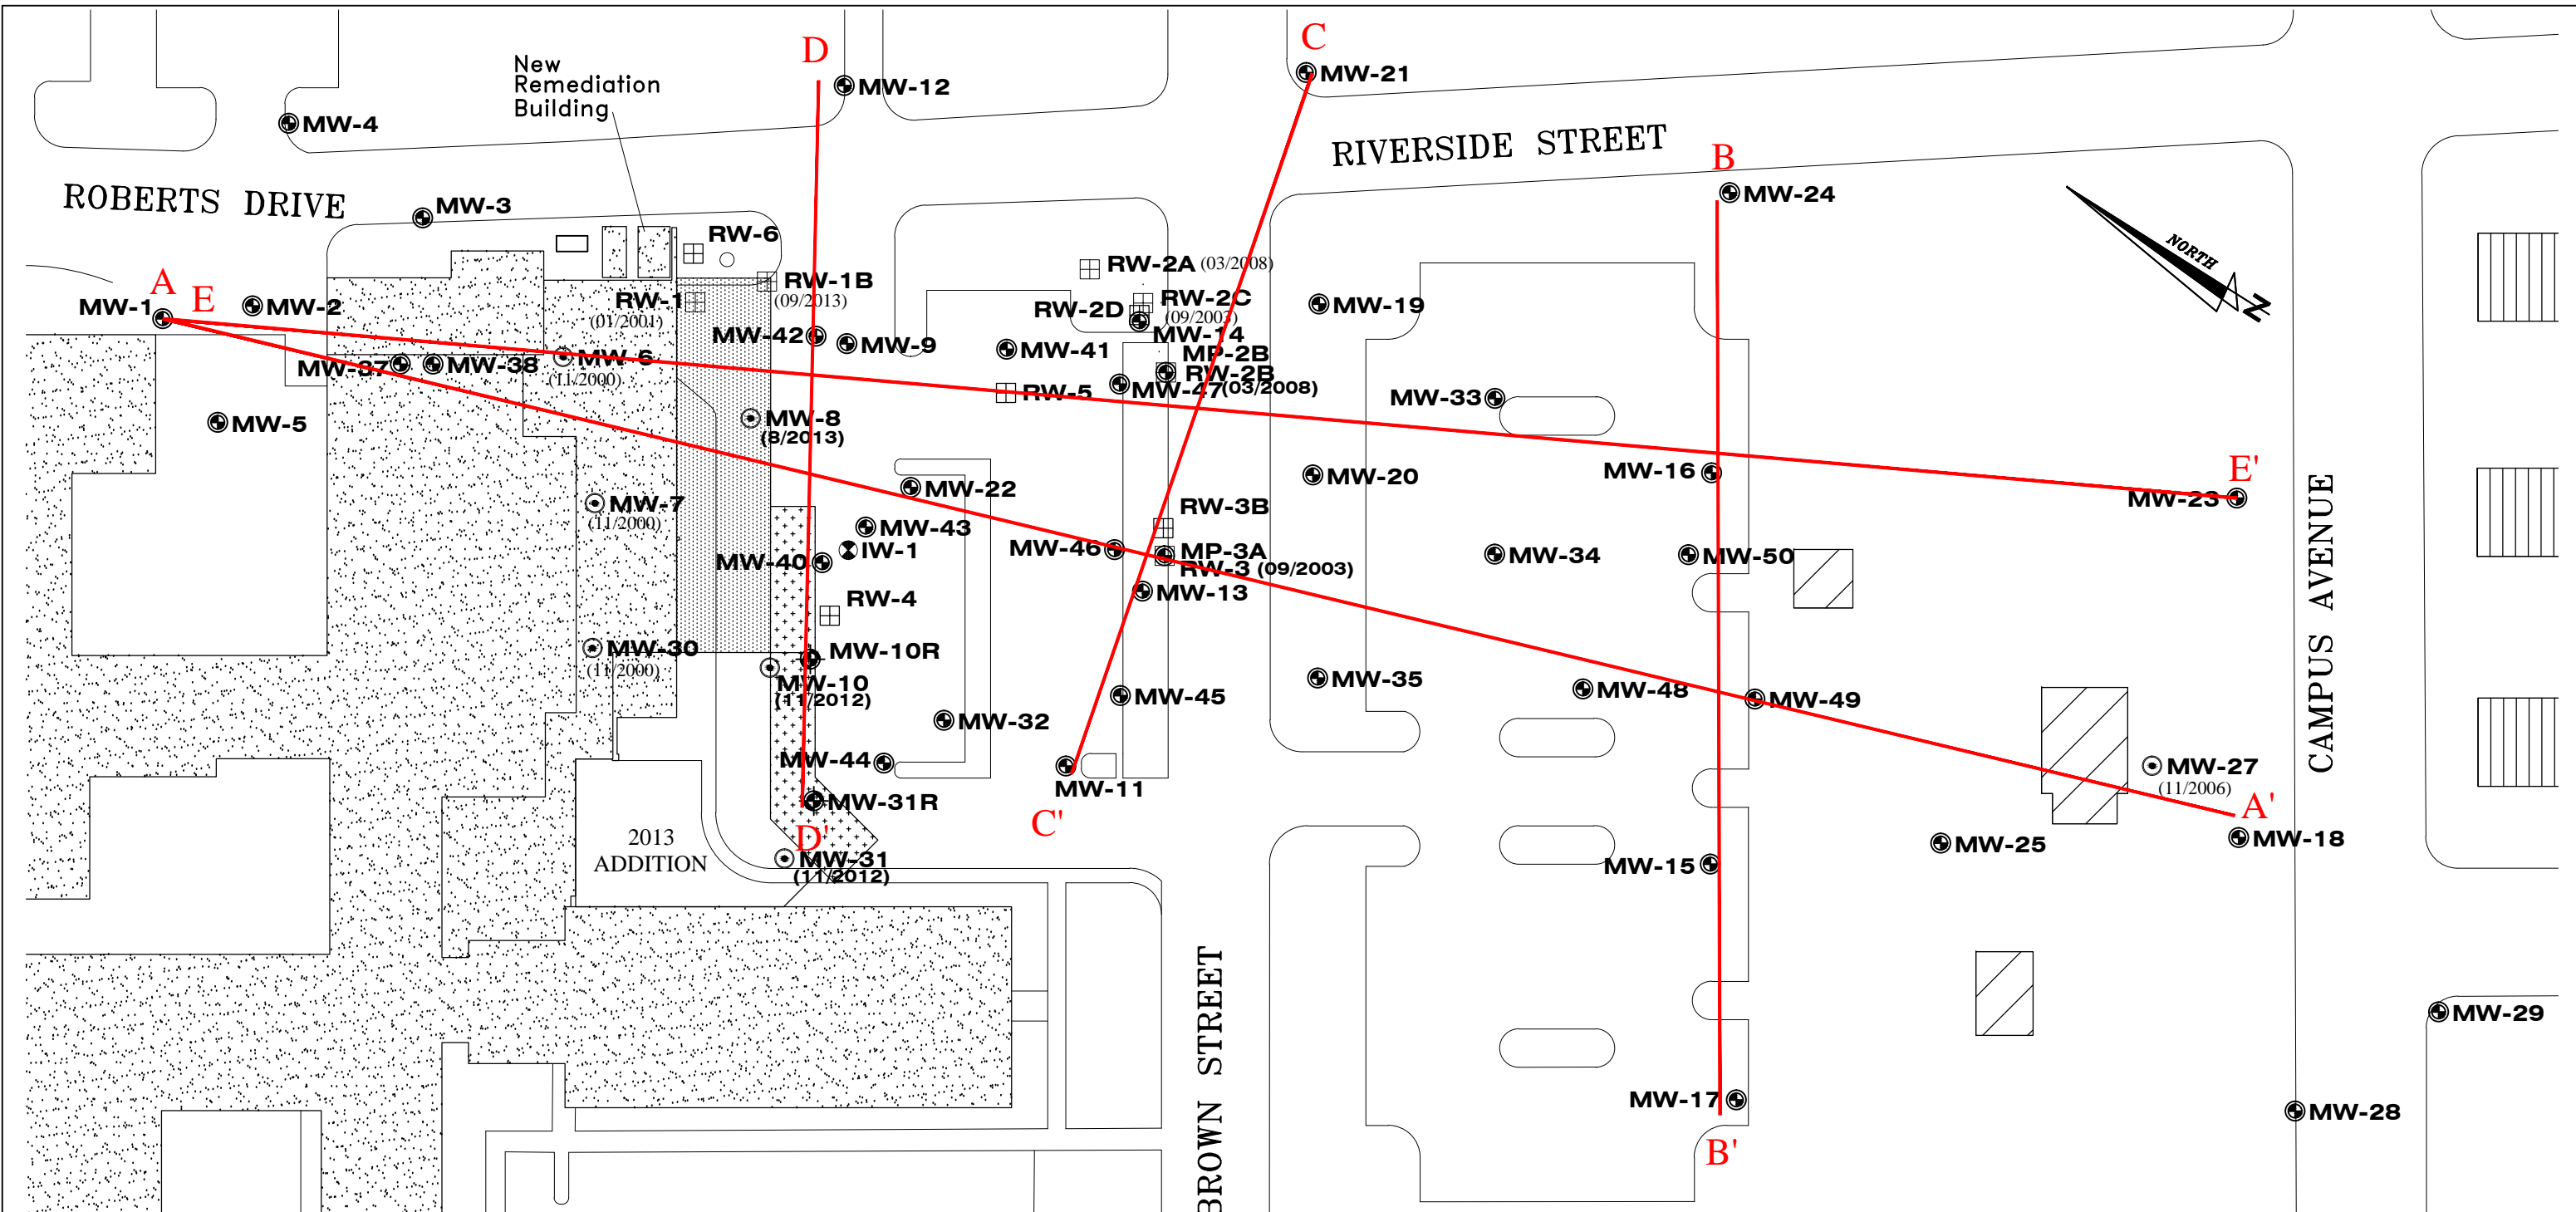 D
C
New
Remediation
Building
MW-12
MW-21
MW-4
RIVERSIDE STREET
B
MW-24
ROBERTS DRIVE
MW-3
RW-6
NORTH
N
RW-2A (03/2008)
A
E
MW-1
MW-2
RW-1
(01/2001)
RW-1B
(09/2013)
RW-2C
(09/2003)
RW-2D
MW-14
MW-19
MW-42
MW-9
MW-41
MP-2B
RW-2B
(03/2008)
MW-47
MW-37
MW-38
MW-6
(11/2000)
RW-5
MW-33
MW-5
MW-8
(8/2013)
MW-16
MW-20
E'
MW-23
MW-22
MW-7
(11/2000)
RW-3B
MW-43
IW-1
MW-46
MP-3A
RW-3 (09/2003)
MW-34
MW-50
MW-40
MW-13
RW-4
CAMPUS AVENUE
MW-30
(11/2000)
MW-10R
MW-10
(11/2012)
MW-45
MW-35
MW-48
MW-49
MW-32
MW-44
MW-11
MW-27
(11/2006)
A'
MW-31R
C'
D'
2013
ADDITION
MW-31
(11/2012)
MW-15
MW-25
MW-18
BROWN STREET
MW-29
MW-17
MW-28
B'